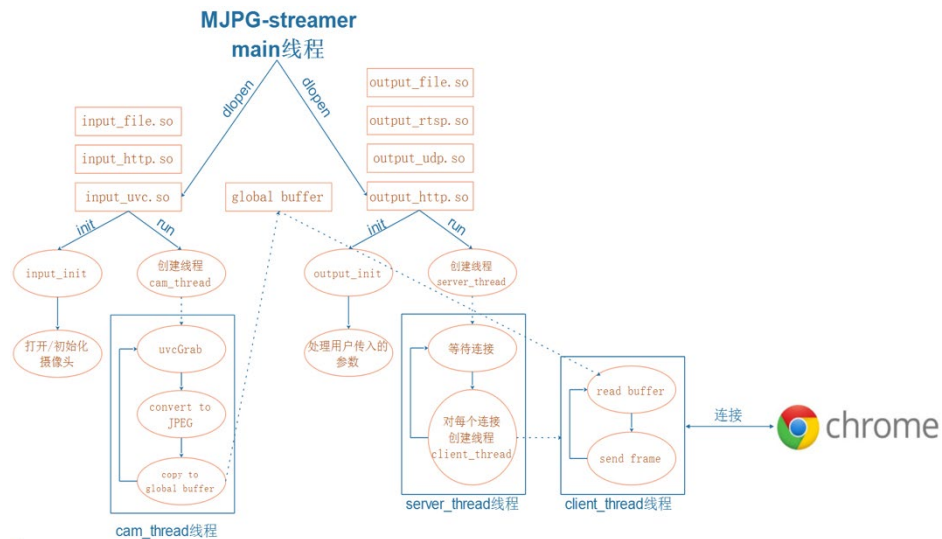 MJPG-streamer
main线程
dlopen
dlopen
input_file.so
input_http.so
input_uvc.so
output_file.so
output_rtsp.so
output_udp.so
output_http.so
global buffer
init
run
init
run
input_init
创建线程
cam_thread
output_init
创建线程
server_thread
打开/初始化
摄像头
uvcGrab
convert to
JPEG
copy to
global buffer
cam_thread线程
处理用户传入的
参数
等待连接
对每个连接
创建线程
client_thread
server_thread线程
read buffer
send frame
client_thread线程
连接
chrome